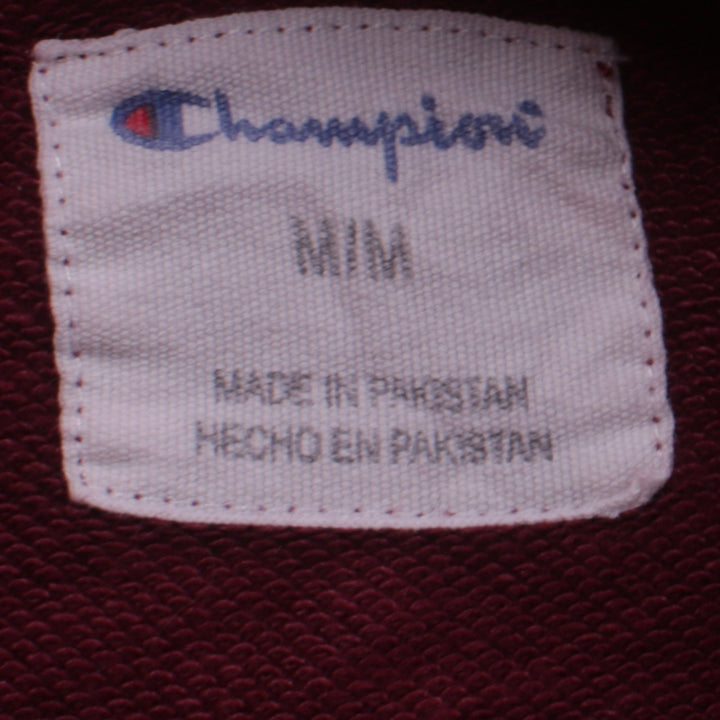 Champion
M/M
MADE IN PAKISTAN
HECHO EN PAKISTAN